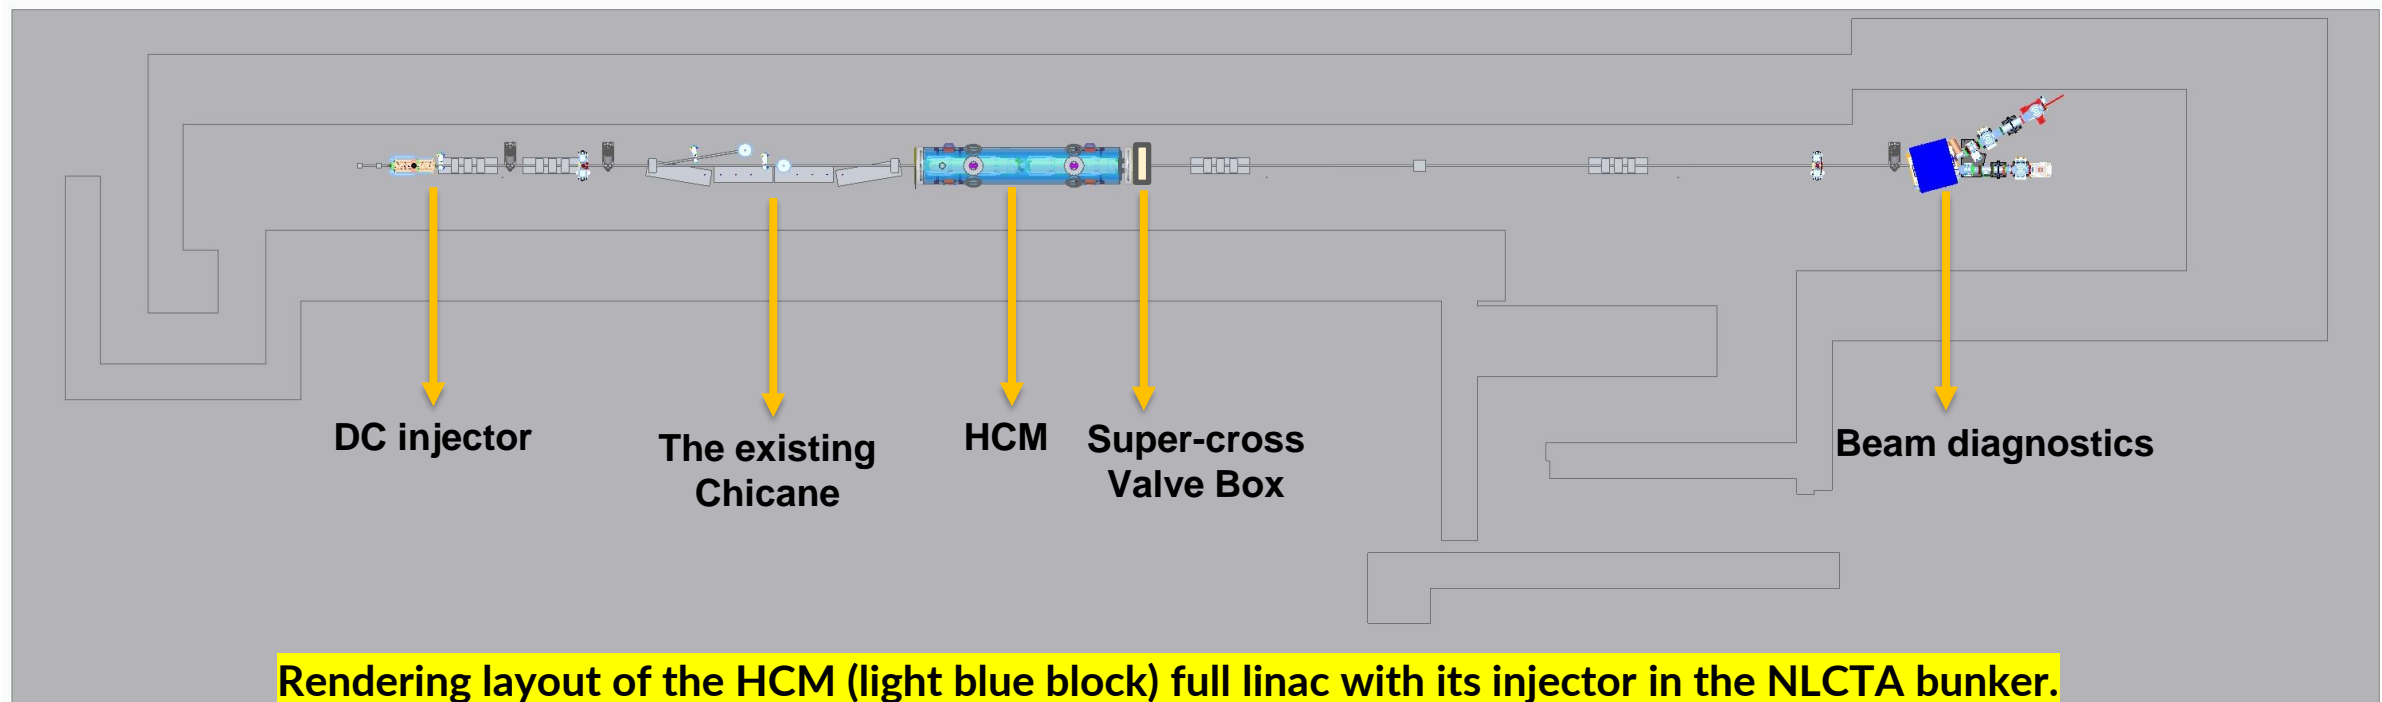 DC injector
The existing
Chicane
HCM
Super-cross
Valve Box
Beam diagnostics
Rendering layout of the HCM (light blue block) full linac with its injector in the NLCTA bunker.